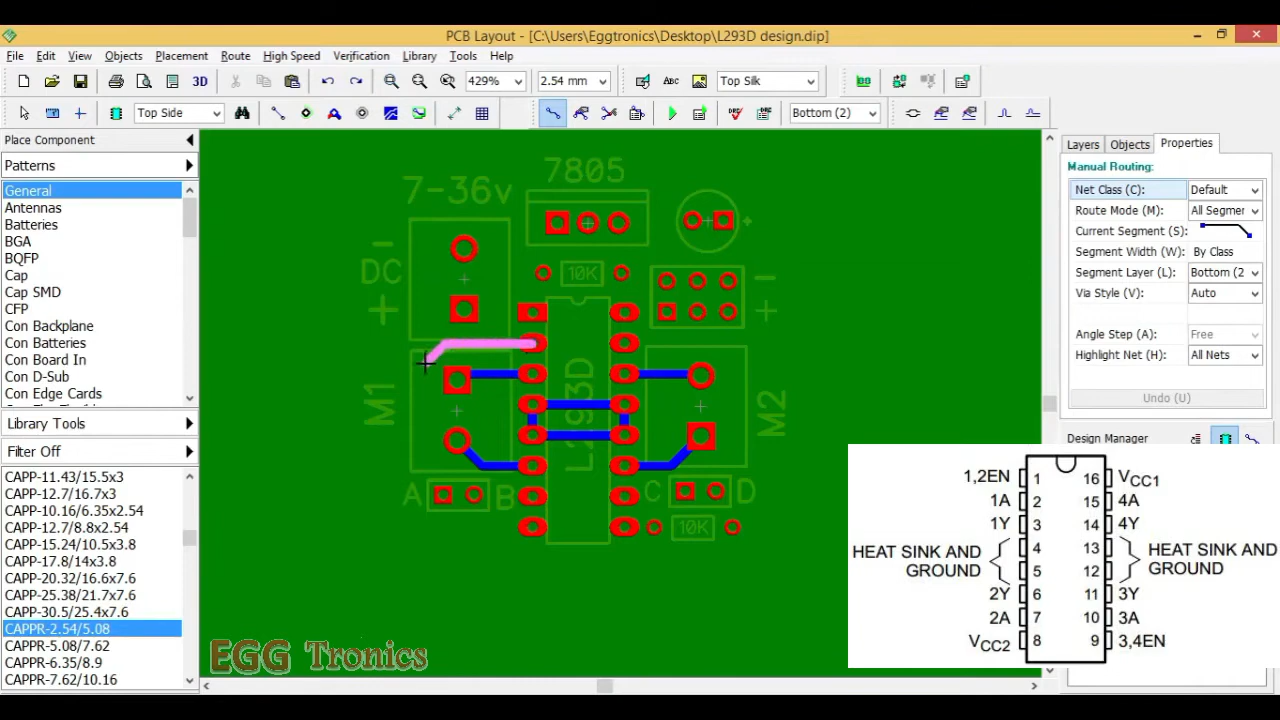 PCB Layout - [C:\Users\Eggtronics\Desktop\L293D design.dip]
File Edit View Objects Placement Route High Speed Verification Library Tools Help
3D 429% 2.54 mm Abc Top Silk
Top Side Bottom (2)
Place Component
Patterns
General
Antennas
Batteries
BGA
BQFP
Cap
Cap SMD
CFP
Con Backplane
Con Batteries
Con Board In
Con D-Sub
Con Edge Cards
Library Tools
Filter Off
CAPP-11.43/15.5x3
CAPP-12.7/16.7x3
CAPP-10.16/6.35x2.54
CAPP-12.7/8.8x2.54
CAPP-15.24/10.5x3.8
CAPP-17.8/14x3.8
CAPP-20.32/16.6x7.6
CAPP-25.38/21.7x7.6
CAPP-30.5/25.4x7.6
CAPPR-2.54/5.08
CAPPR-5.08/7.62
CAPPR-6.35/8.9
CAPPR-7.62/10.16
7-36v
7805
- DC +
10K
+
-
+
M1
L293D
M2
A B
C D
10K
EGG Tronics
Layers Objects Properties
Manual Routing:
Net Class (C): Default
Route Mode (M): All Segmer
Current Segment (S):
Segment Width (W): By Class
Segment Layer (L): Bottom (2
Via Style (V): Auto
Angle Step (A): Free
Highlight Net (H): All Nets
Undo (U)
Design Manager
1,2EN 1 16 VCC1
1A 2 15 4A
1Y 3 14 4Y
HEAT SINK AND GROUND 4 13 HEAT SINK AND GROUND
5 12
2Y 6 11 3Y
2A 7 10 3A
VCC2 8 9 3,4EN